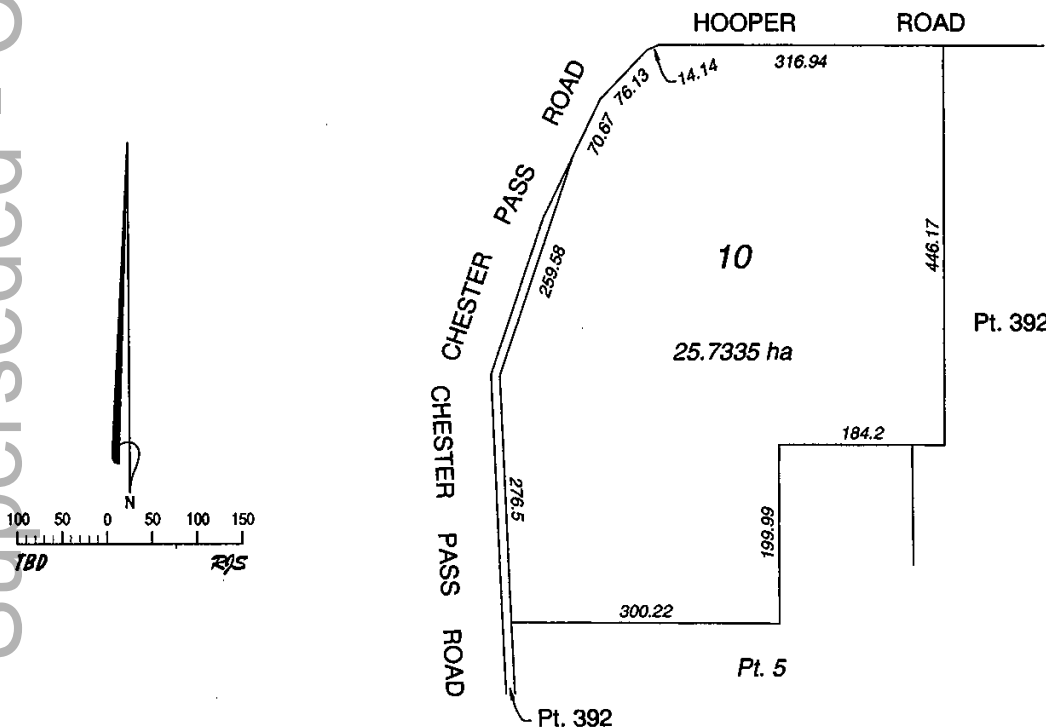 HOOPER ROAD
316.94
14.14
76.13
70.67
CHESTER PASS ROAD
259.58
10
446.17
25.7335 ha
Pt. 392
184.2
CHESTER PASS ROAD
276.5
199.99
300.22
Pt. 5
Pt. 392
N
100 50 0 50 100 150
TBD RJS
Superseded - C